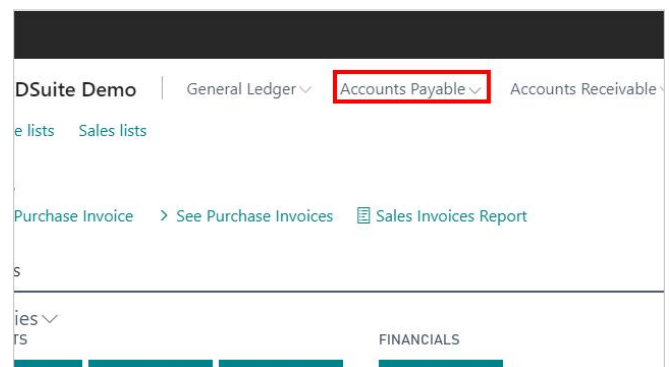 DSuite Demo General Ledger Accounts Payable Accounts Receivable
e lists Sales lists
Purchase Invoice > See Purchase Invoices Sales Invoices Report
s
ies
TS FINANCIALS